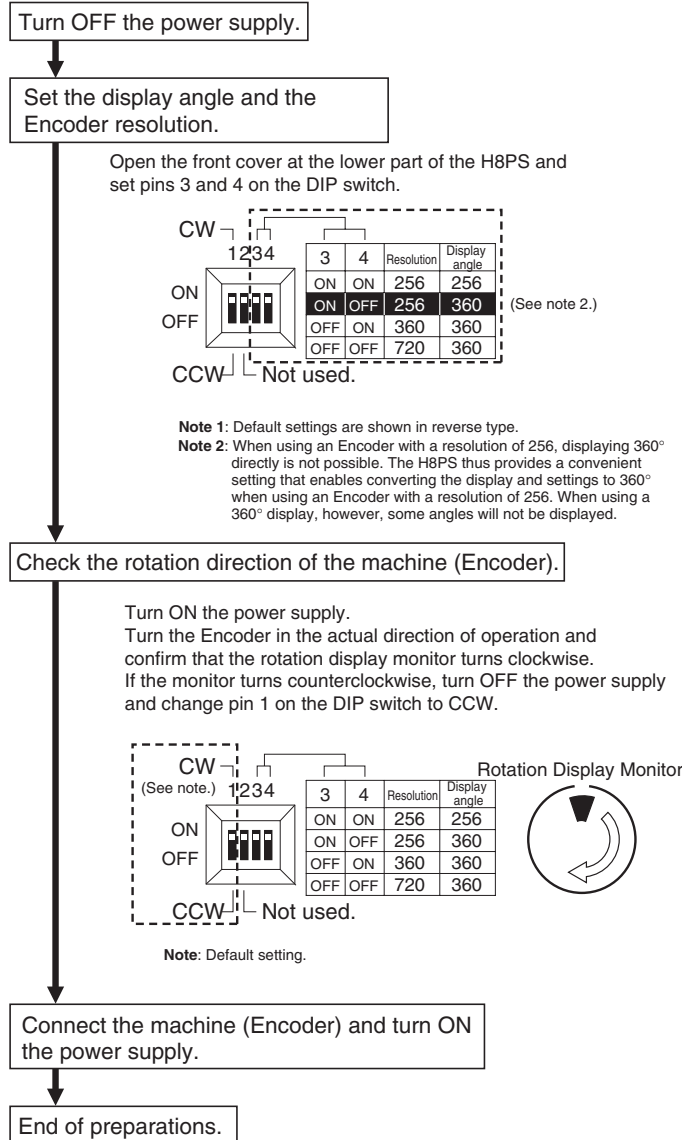 Turn OFF the power supply.
Set the display angle and the
Encoder resolution.
Open the front cover at the lower part of the H8PS and
set pins 3 and 4 on the DIP switch.
CW
1234
ON
OFF
CCW
Not used.
3 4 Resolution Display angle
ON ON 256 256
ON OFF 256 360
(See note 2.)
OFF ON 360 360
OFF OFF 720 360
Note 1: Default settings are shown in reverse type.
Note 2: When using an Encoder with a resolution of 256, displaying 360°
directly is not possible. The H8PS thus provides a convenient
setting that enables converting the display and settings to 360°
when using an Encoder with a resolution of 256. When using a
360° display, however, some angles will not be displayed.
Check the rotation direction of the machine (Encoder).
Turn ON the power supply.
Turn the Encoder in the actual direction of operation and
confirm that the rotation display monitor turns clockwise.
If the monitor turns counterclockwise, turn OFF the power supply
and change pin 1 on the DIP switch to CCW.
CW
(See note.)
1234
ON
OFF
CCW
Not used.
3 4 Resolution Display angle
ON ON 256 256
ON OFF 256 360
OFF ON 360 360
OFF OFF 720 360
Rotation Display Monitor
Note: Default setting.
Connect the machine (Encoder) and turn ON
the power supply.
End of preparations.